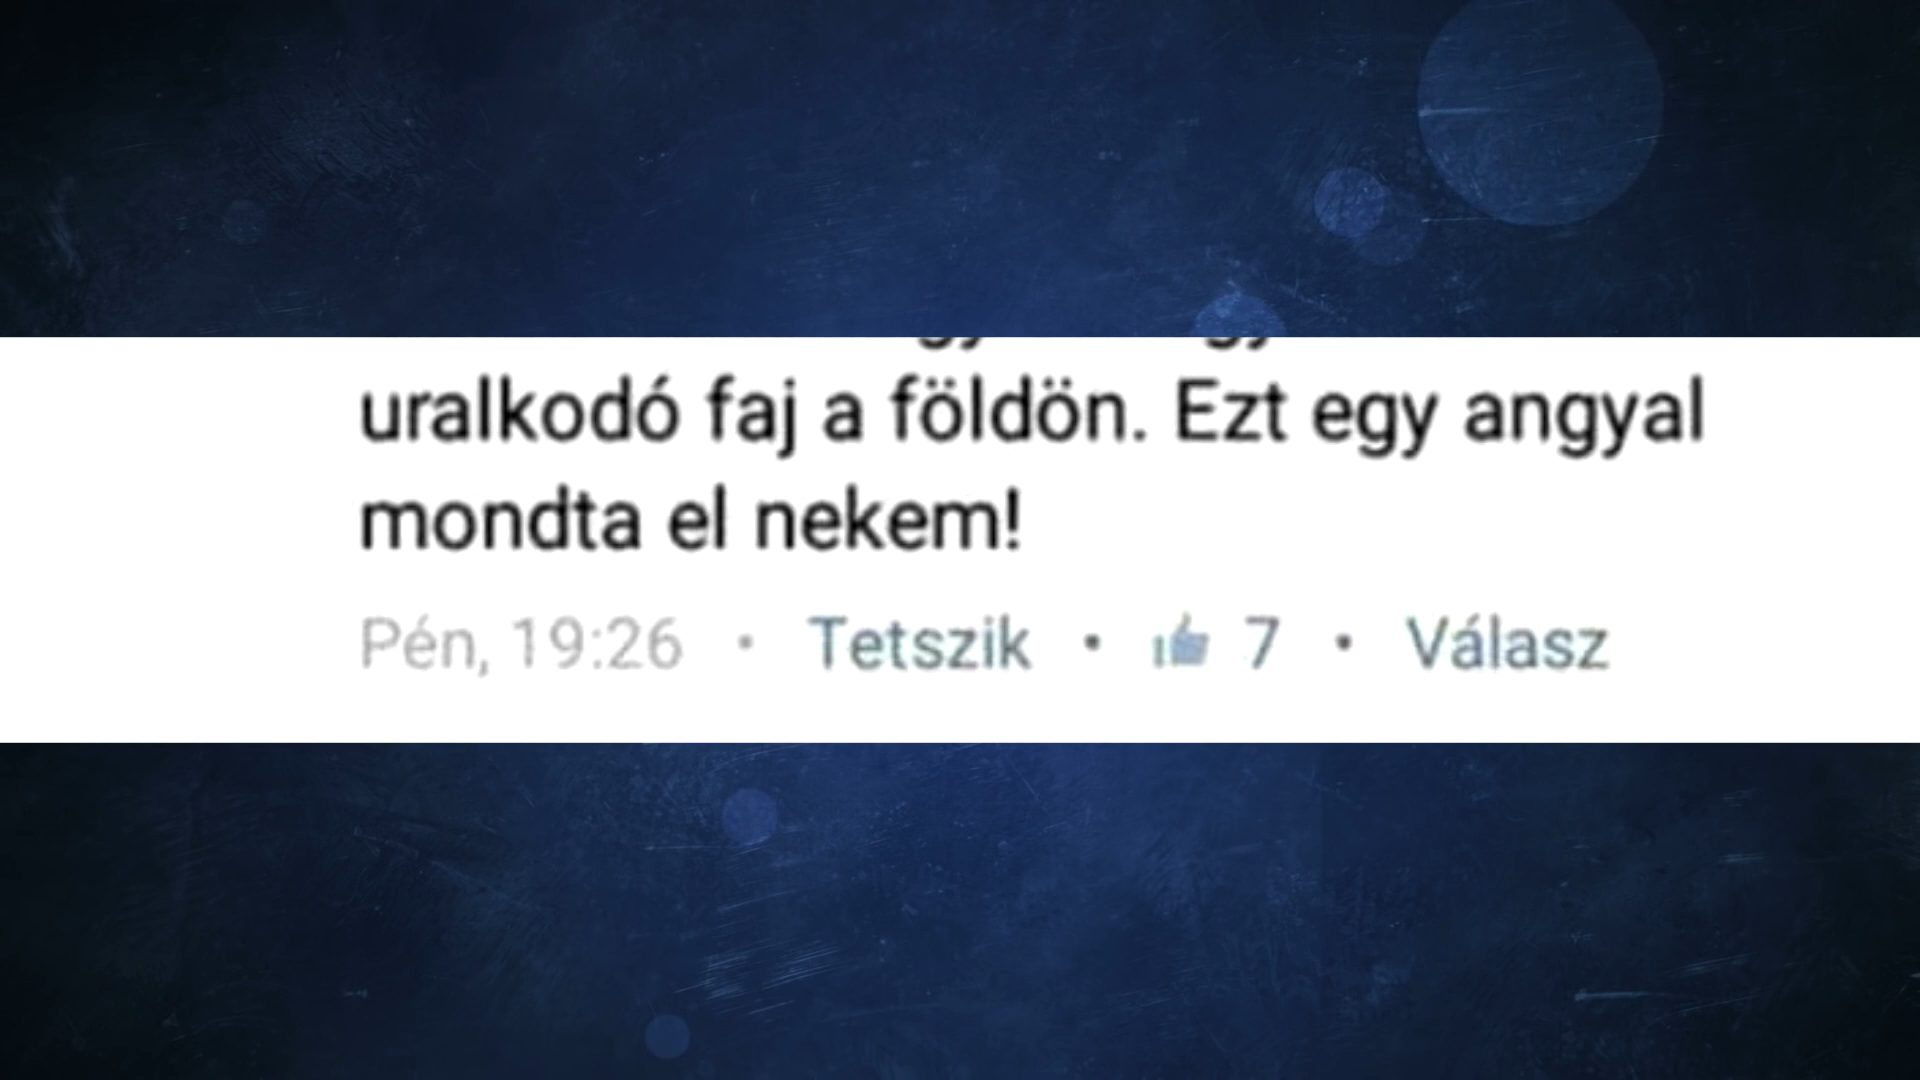 uralkodó faj a földön. Ezt egy angyal
mondta el nekem!
Pén, 19:26 • Tetszik • 7 • Válasz